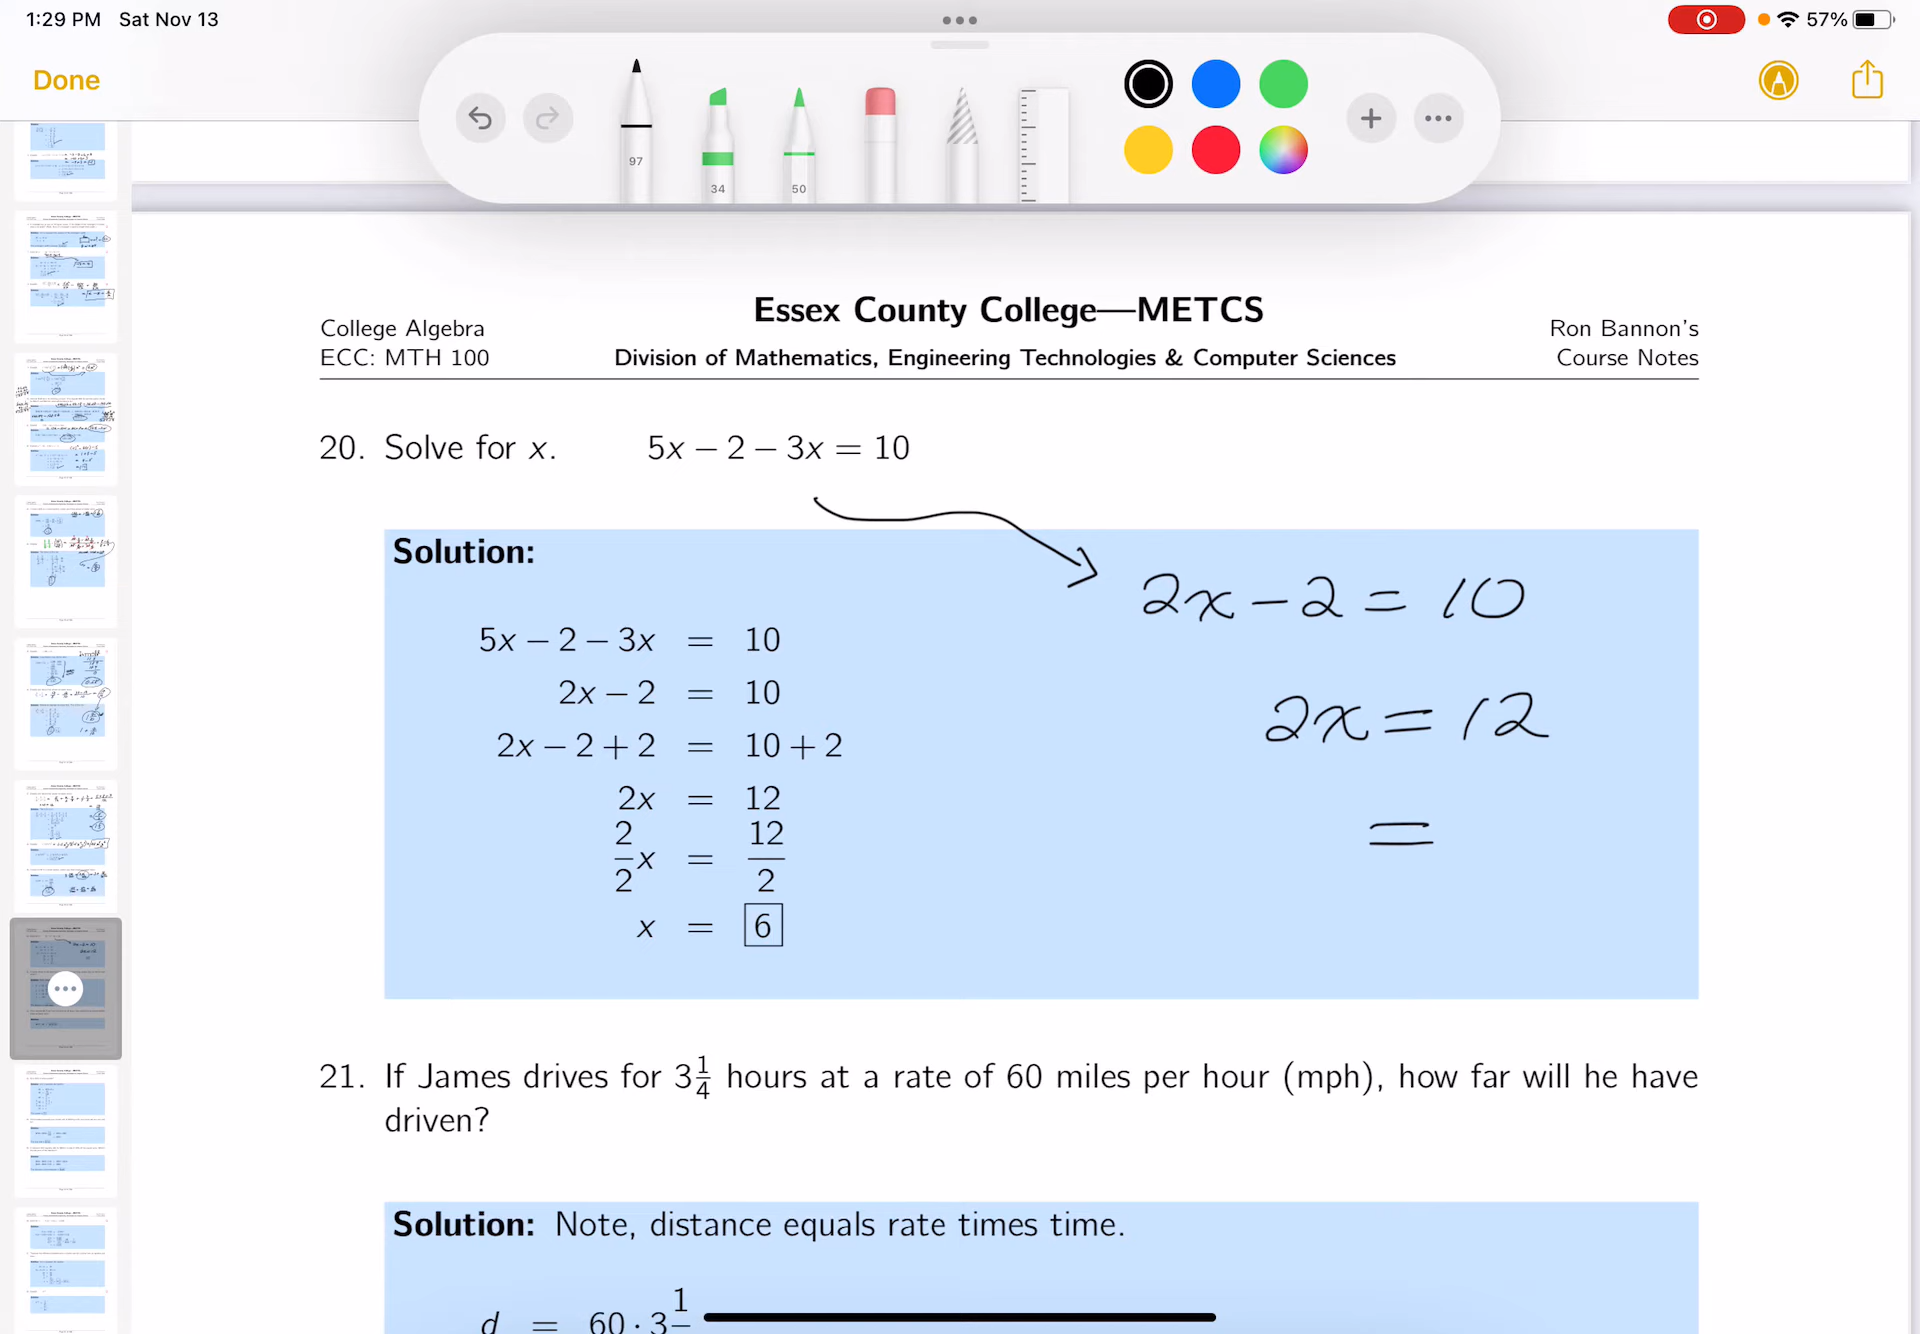 1:29 PM Sat Nov 13
57%
Done
97
34
50
College Algebra
ECC: MTH 100
Essex County College—METCS
Division of Mathematics, Engineering Technologies & Computer Sciences
Ron Bannon's
Course Notes
20. Solve for x. 5x − 2 − 3x = 10
Solution:
5x − 2 − 3x = 10
2x − 2 = 10
2x − 2 + 2 = 10 + 2
2x = 12
2/2 x = 12/2
x = 6
2x − 2 = 10
2x = 12
=
21. If James drives for 3 1/4 hours at a rate of 60 miles per hour (mph), how far will he have
driven?
Solution: Note, distance equals rate times time.
d = 60 · 3 1